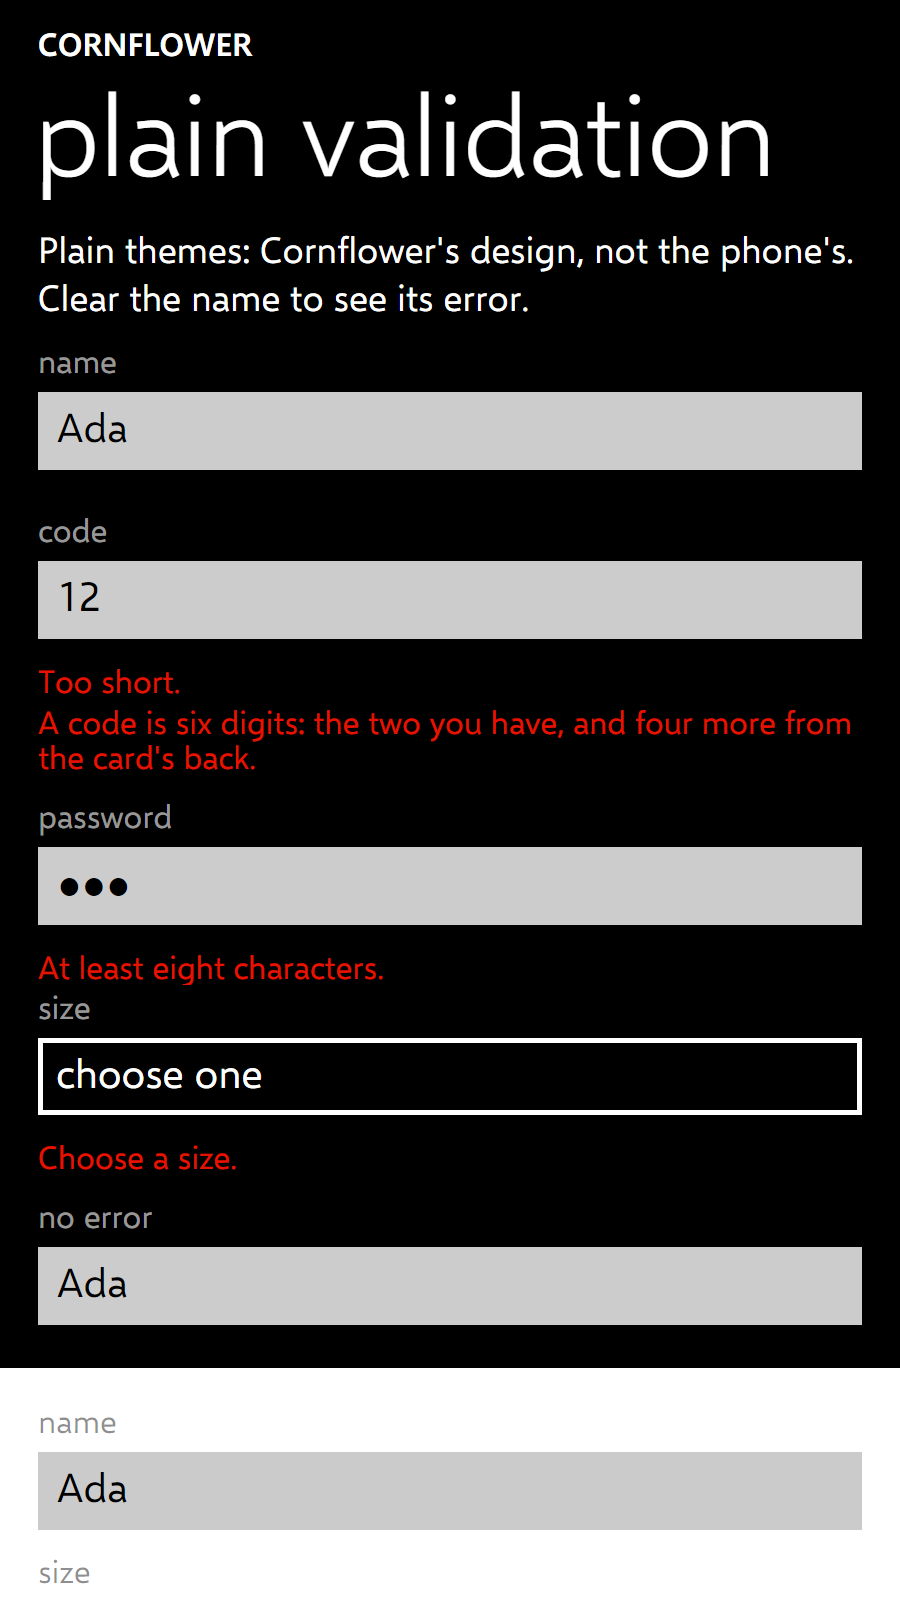 CORNFLOWER
plain validation
Plain themes: Cornflower's design, not the phone's.
Clear the name to see its error.
name
Ada
code
12
Too short.
A code is six digits: the two you have, and four more from
the card's back.
password
●●●
At least eight characters.
size
choose one
Choose a size.
no error
Ada
name
Ada
size